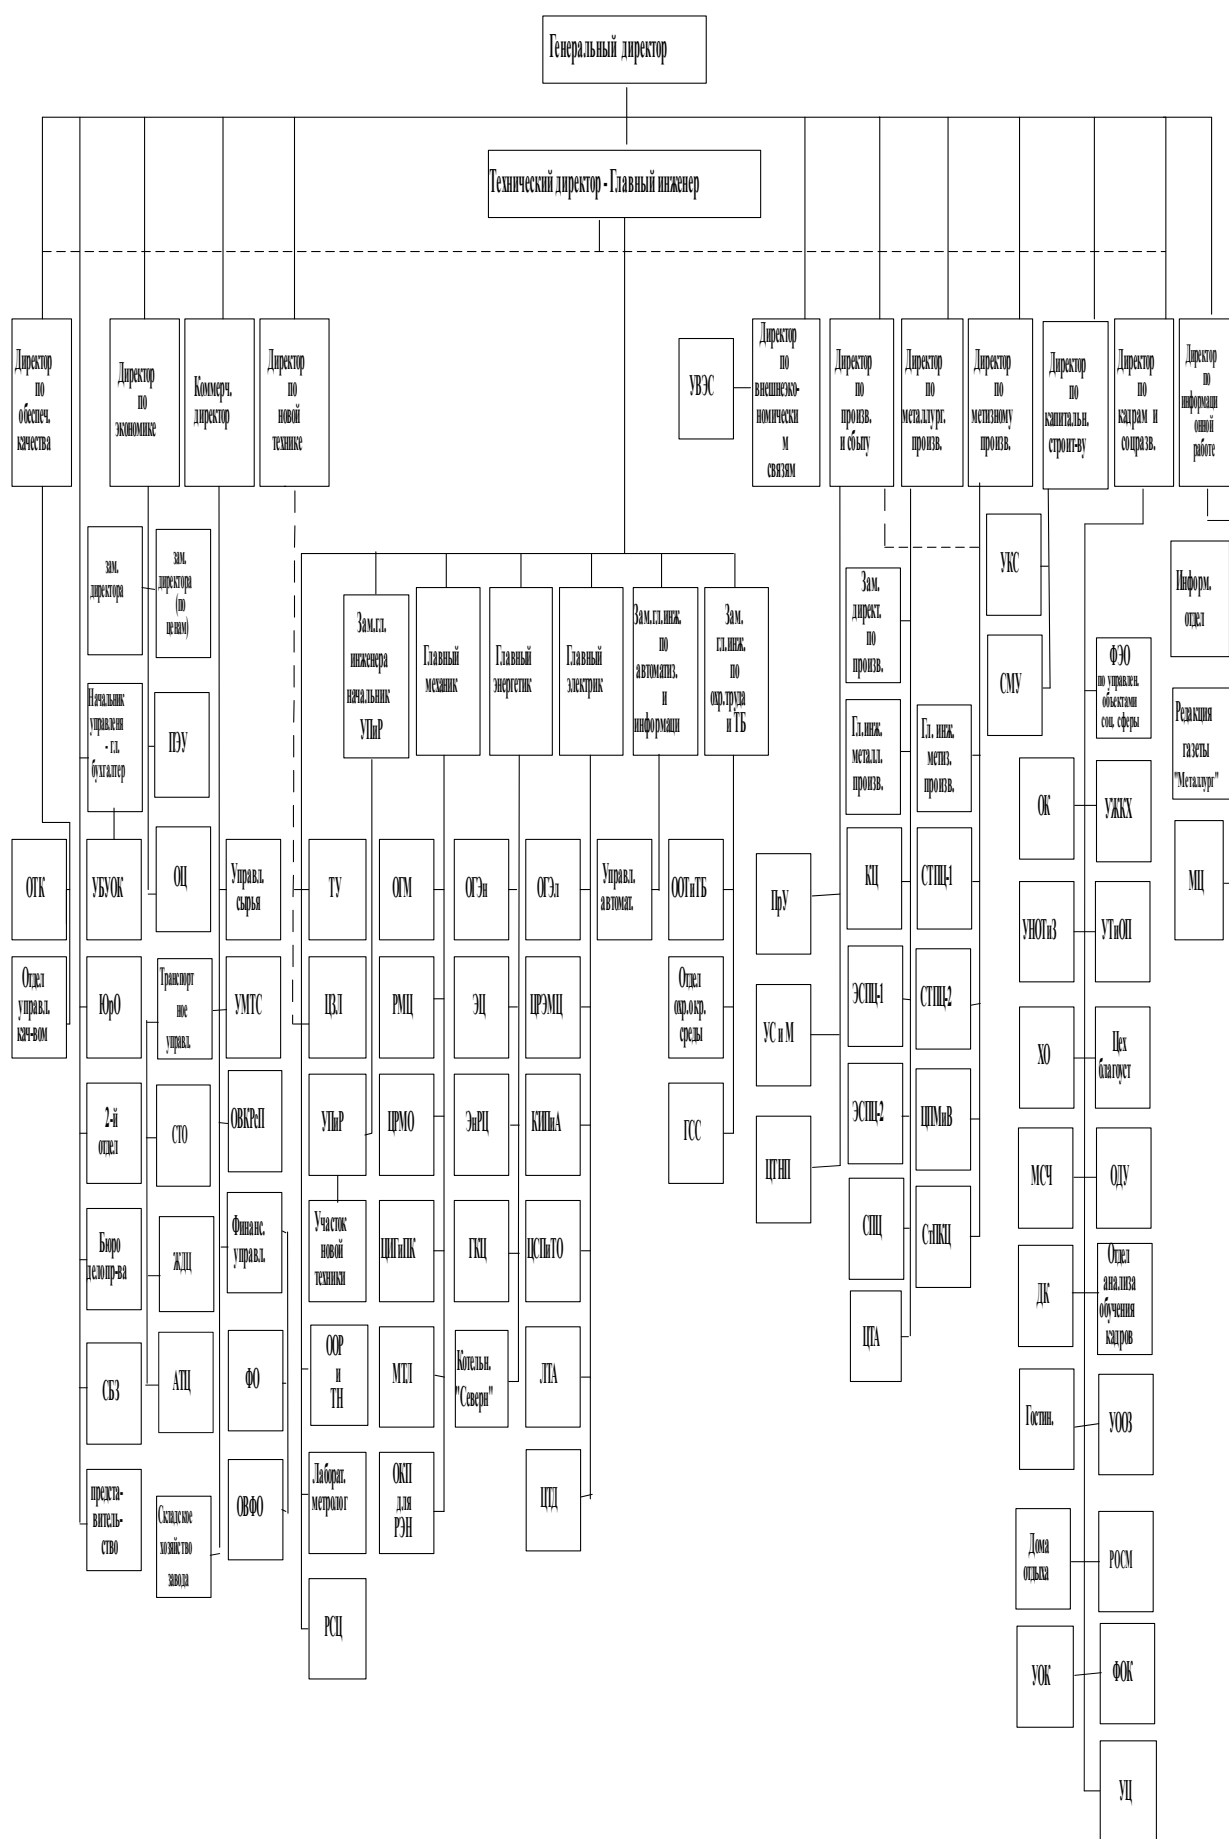 Генеральный директор
Технический директор - Главный инженер
Директор
по
обеспеч.
качества
Директор
по
экономике
Коммерч.
директор
Директор
по
новой
технике
УВЭС
Директор
по
внешнеэко-
номически
м
связям
Директор
по
произв.
и сбыту
Директор
по
металлург.
произв.
Директор
по
метизному
произв.
Директор
по
капитальн.
строит-ву
Директор
по
кадрам и
соцразв.
Директор
по
информаци
онной
работе
зам.
директора
зам.
директора
(по
ценам)
Зам.гл.
инженера
начальник
УПиР
Главный
механик
Главный
энергетик
Главный
электрик
Зам.гл.инж.
по
автоматиз.
и
информаци
Зам.
гл.инж.
по
охр.труда
и ТБ
Зам.
директ.
по
произв.
УКС
Информ.
отдел
СМУ
ФЭО
по управлен.
объектами
соц. сферы
Начальник
управлени
- гл.
бухгалтер
ПЭУ
Гл. инж.
металл.
произв.
Гл. инж.
метиз.
произв.
Редакция
газеты
"Металлург"
ОК
УЖКХ
ОТК
УБУОК
ОЦ
Управл.
сырья
ТУ
ОГМ
ОГЭн
ОГЭл
Управл.
автомат.
ООТиТБ
ПрУ
КЦ
СТПЦ-1
МЦ
УНОТиЗ
УТиОП
Отдел
управл.
кач-вом
ЮрО
Транспорт
ное
управл.
УМТС
ЦЗЛ
РМЦ
ЭЦ
ЦРЭМЦ
Отдел
охр.окр.
среды
УС и М
ЭСПЦ-1
СТПЦ-2
ХО
Цех
благоуст
2-й
отдел
СТО
ОВКРсП
УПиР
ЦРМО
ЭнРЦ
КИПиА
ГСС
ЦТНП
ЭСПЦ-2
ЦПМиВ
МСЧ
ОДУ
Бюро
делопр-ва
ЖДЦ
Финанс.
управл.
Участок
новой
техники
ЦИГиПК
ГКЦ
ЦСПиТО
СПЦ
СтПКЦ
ДК
Отдел
анализа
обучения
кадров
СБЗ
АТЦ
ФО
ООР
и
ТН
МТЛ
Котельн.
"Северн"
ЛТА
ЦТА
Гостин.
УООЗ
предста-
витель-
ство
Складское
хозяйство
завода
ОВФО
Лаборат.
метролог
ОКП
для
РЭН
ЦТД
Дома
отдыха
РОСМ
РСЦ
УОК
ФОК
УЦ